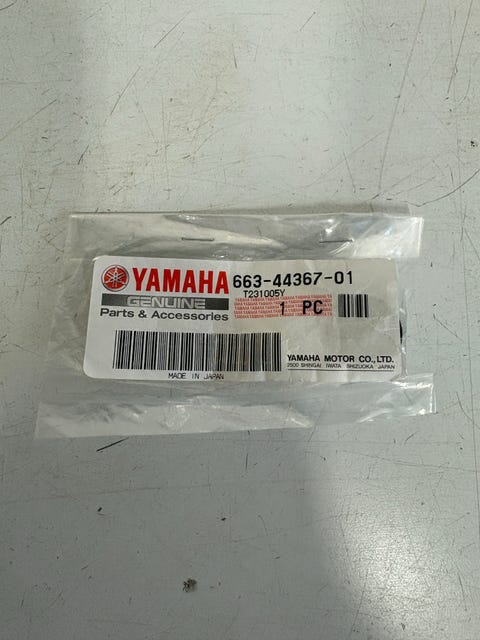 YAMAHA 663-44367-01
GENUINE T231005Y
Parts & Accessories 1 PC
YAMAHA MOTOR CO., LTD.
2500 SHINGAI IWATA SHIZUOKA JAPAN
MADE IN JAPAN